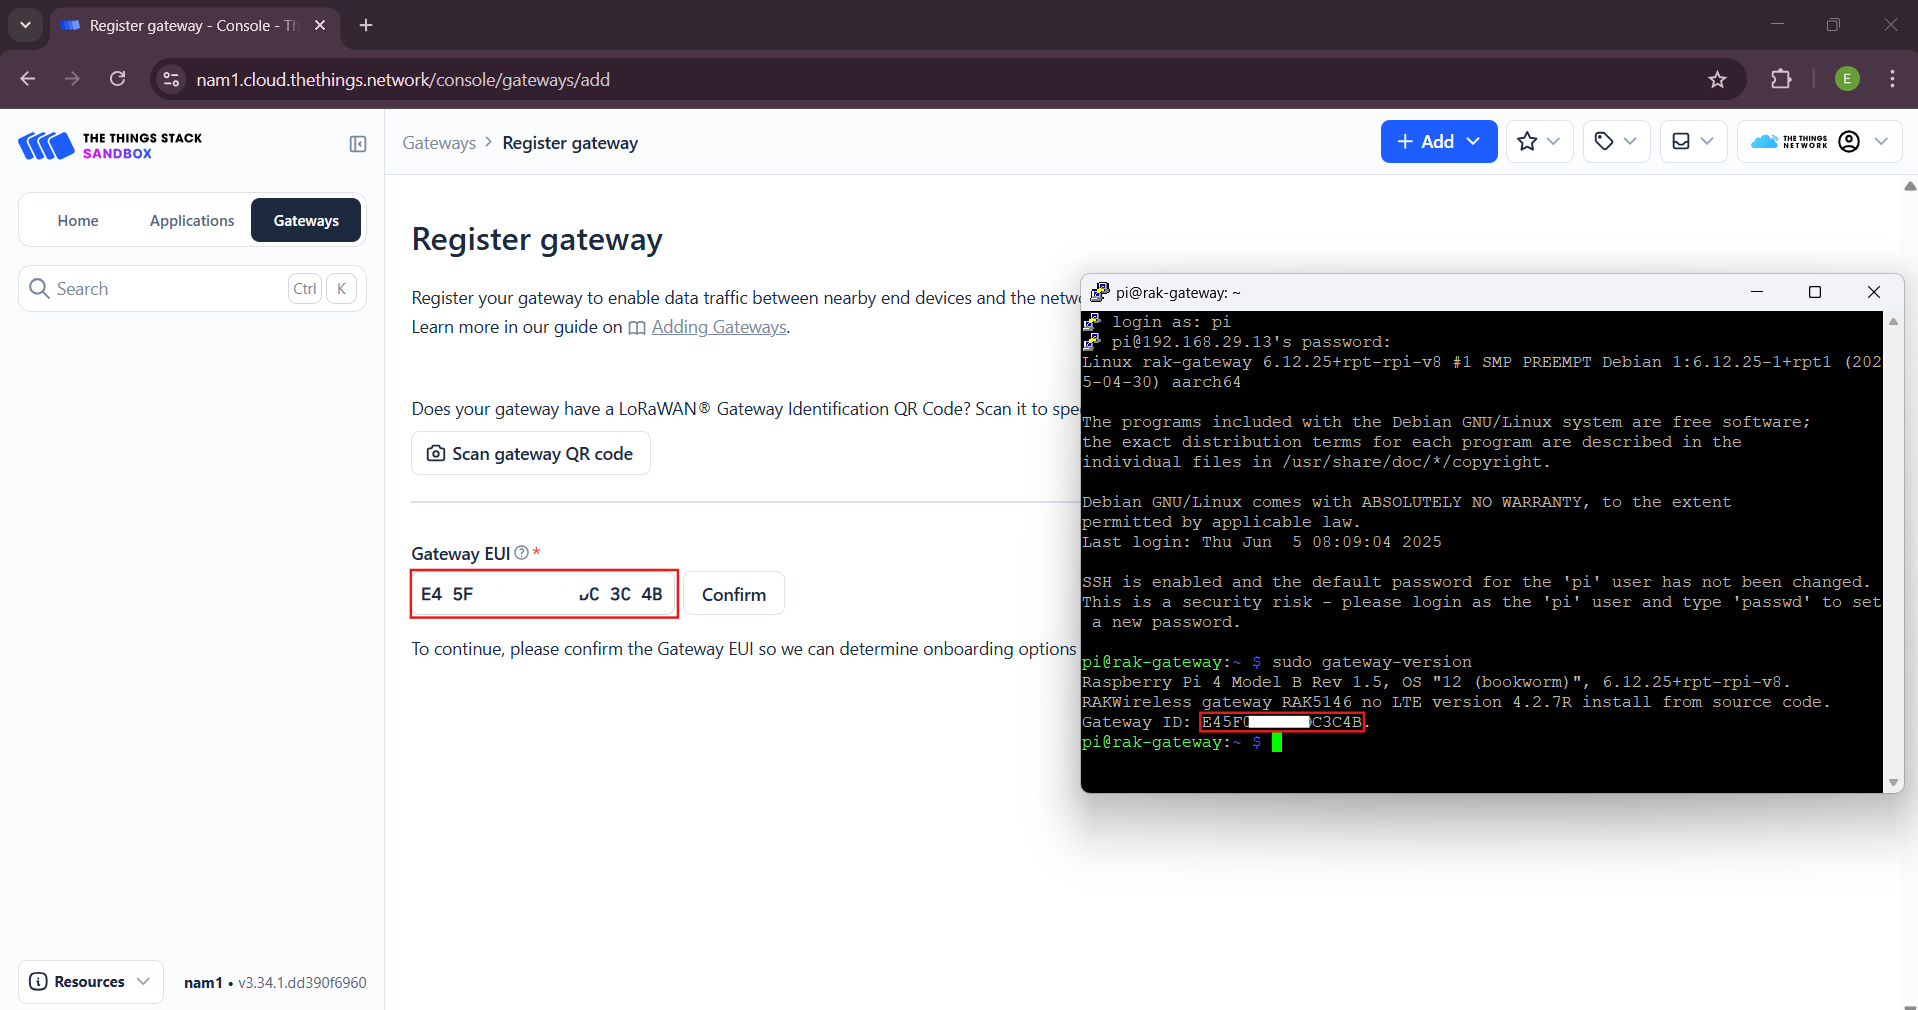 Register gateway - Console - Th
nam1.cloud.thethings.network/console/gateways/add
E
THE THINGS STACK
SANDBOX
Gateways > Register gateway
+ Add
THE THINGS
NETWORK
Home
Applications
Gateways
Search
Ctrl
K
Register gateway
Register your gateway to enable data traffic between nearby end devices and the netw
Learn more in our guide on Adding Gateways.
Does your gateway have a LoRaWAN® Gateway Identification QR Code? Scan it to spe
Scan gateway QR code
Gateway EUI ? *
E4 5F C 3C 4B
Confirm
To continue, please confirm the Gateway EUI so we can determine onboarding options
Resources
nam1 • v3.34.1.dd390f6960
pi@rak-gateway: ~
login as: pi
pi@192.168.29.13's password:
Linux rak-gateway 6.12.25+rpt-rpi-v8 #1 SMP PREEMPT Debian 1:6.12.25-1+rpt1 (202
5-04-30) aarch64
The programs included with the Debian GNU/Linux system are free software;
the exact distribution terms for each program are described in the
individual files in /usr/share/doc/*/copyright.
Debian GNU/Linux comes with ABSOLUTELY NO WARRANTY, to the extent
permitted by applicable law.
Last login: Thu Jun  5 08:09:04 2025
SSH is enabled and the default password for the 'pi' user has not been changed.
This is a security risk - please login as the 'pi' user and type 'passwd' to set
 a new password.
pi@rak-gateway:~ $ sudo gateway-version
Raspberry Pi 4 Model B Rev 1.5, OS "12 (bookworm)", 6.12.25+rpt-rpi-v8.
RAKWireless gateway RAK5146 no LTE version 4.2.7R install from source code.
Gateway ID: E45F C3C4B.
pi@rak-gateway:~ $